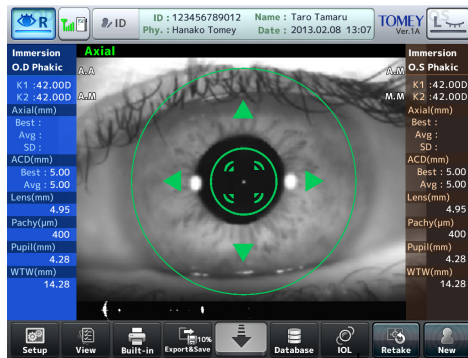 R
ID
ID : 123456789012 Name : Taro Tamaru
Phy. : Hanako Tomey Date : 2013.02.08 13:07
TOMEY
Ver.1A
L
Immersion
O.D Phakic
K1 :42.00D
K2 :42.00D
Axial(mm)
Best :
Avg :
SD :
ACD(mm)
Best : 5.00
Avg : 5.00
Lens(mm)
4.95
Pachy(μm)
400
Pupil(mm)
4.28
WTW(mm)
14.28
Axial
A.A
A.M
A.M
M.M
Immersion
O.S Phakic
K1 :42.00D
K2 :42.00D
Axial(mm)
Best :
Avg :
SD :
ACD(mm)
Best : 5.00
Avg : 5.00
Lens(mm)
4.95
Pachy(μm)
400
Pupil(mm)
4.28
WTW(mm)
14.28
Setup
View
Built-in
10%
Export&Save
Database
IOL
Retake
New